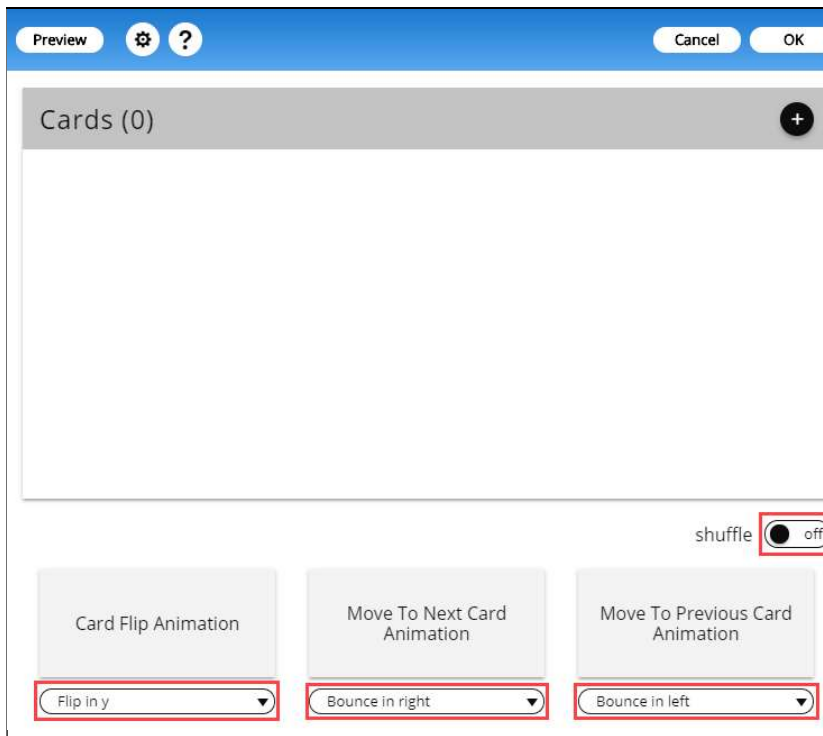 Preview ? Cancel OK
Cards (0) +
shuffle off
Card Flip Animation
Move To Next Card
Animation
Move To Previous Card
Animation
Flip in y
Bounce in right
Bounce in left